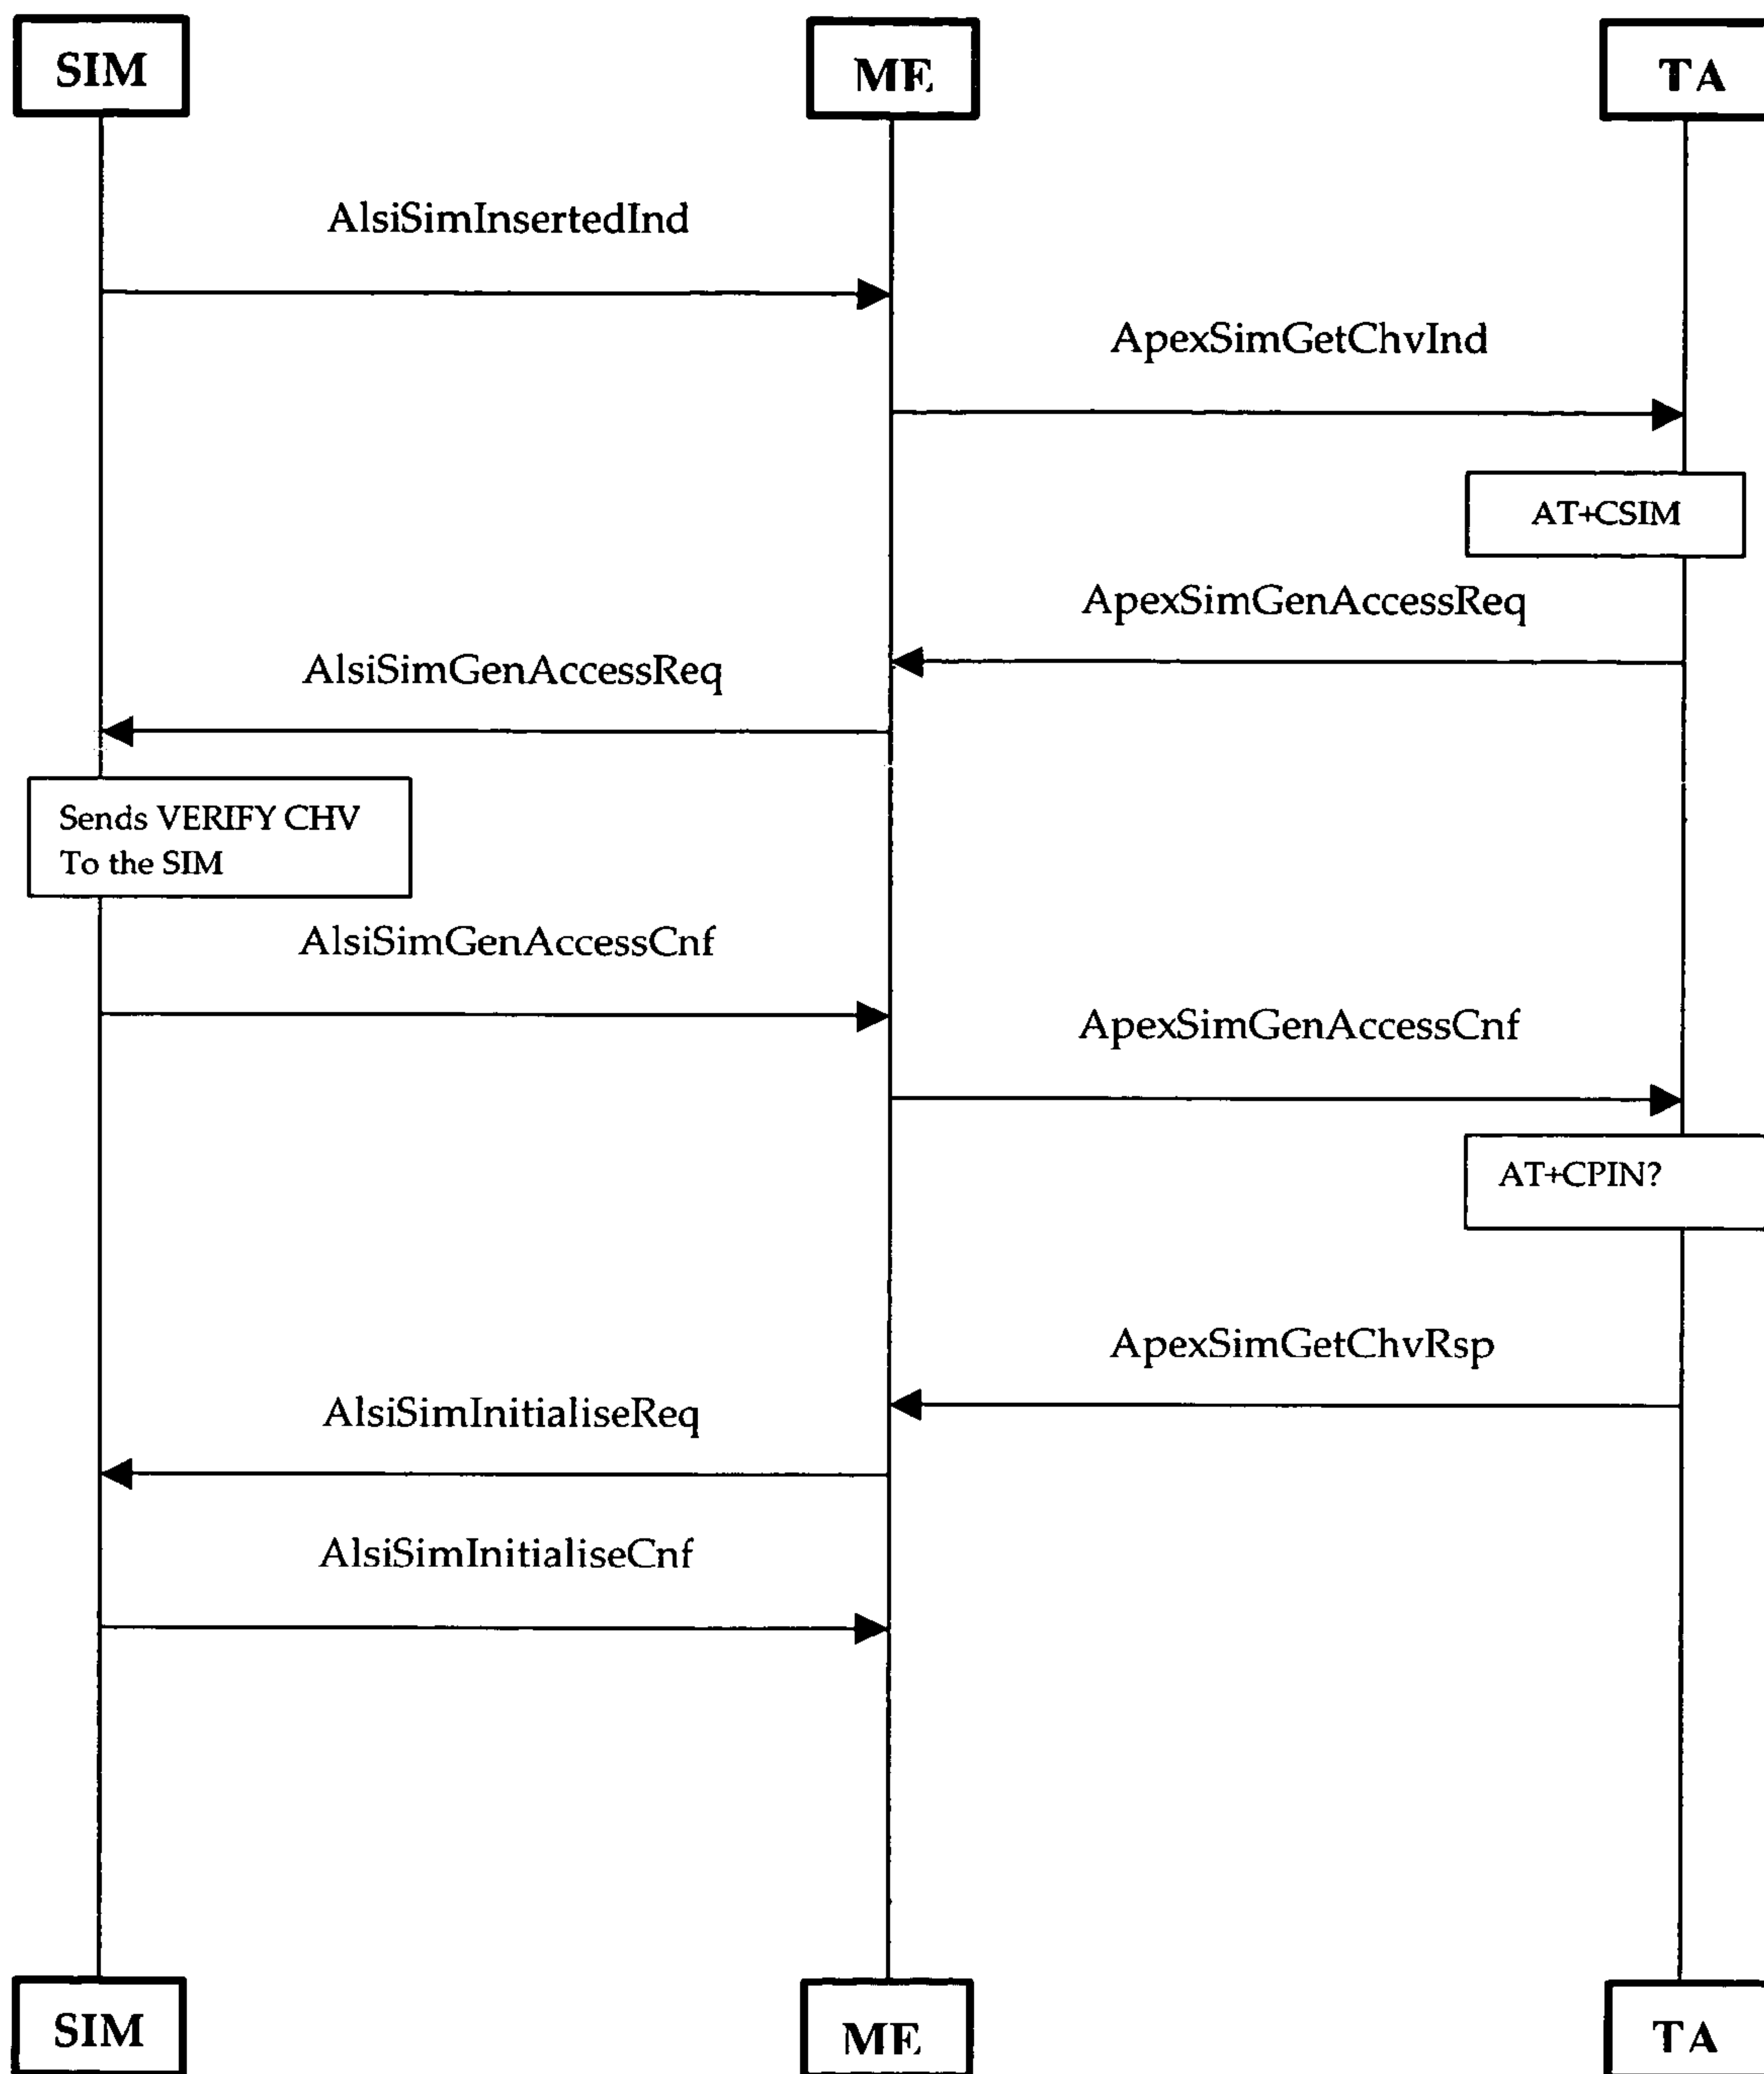 SIM
ME
TA
AlsiSimInsertedInd
ApexSimGetChvInd
AT+CSIM
ApexSimGenAccessReq
AlsiSimGenAccessReq
Sends VERIFY CHV
To the SIM
AlsiSimGenAccessCnf
ApexSimGenAccessCnf
AT+CPIN?
ApexSimGetChvRsp
AlsiSimInitialiseReq
AlsiSimInitialiseCnf
SIM
ME
TA